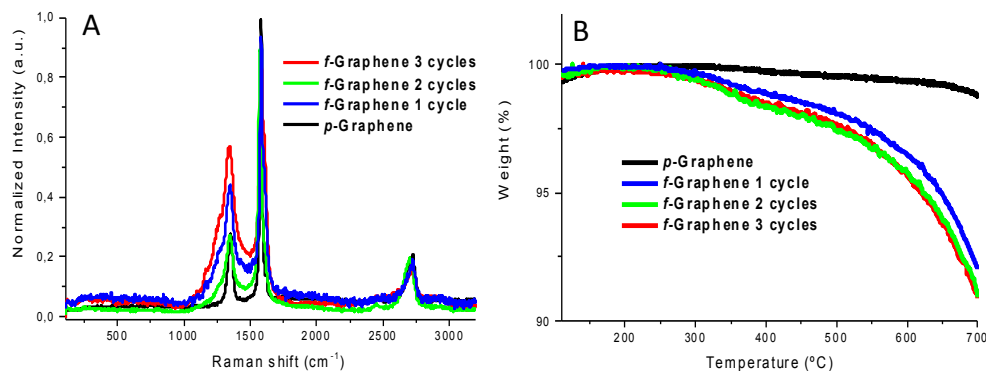 A
Normalized Intensity (a.u.)
1,0
0,8
0,6
0,4
0,2
0,0
f-Graphene 3 cycles
f-Graphene 2 cycles
f-Graphene 1 cycle
p-Graphene
500 1000 1500 2000 2500 3000
Raman shift (cm⁻¹)
B
Weight (%)
100
95
90
p-Graphene
f-Graphene 1 cycle
f-Graphene 2 cycles
f-Graphene 3 cycles
200 300 400 500 600 700
Temperature (ºC)